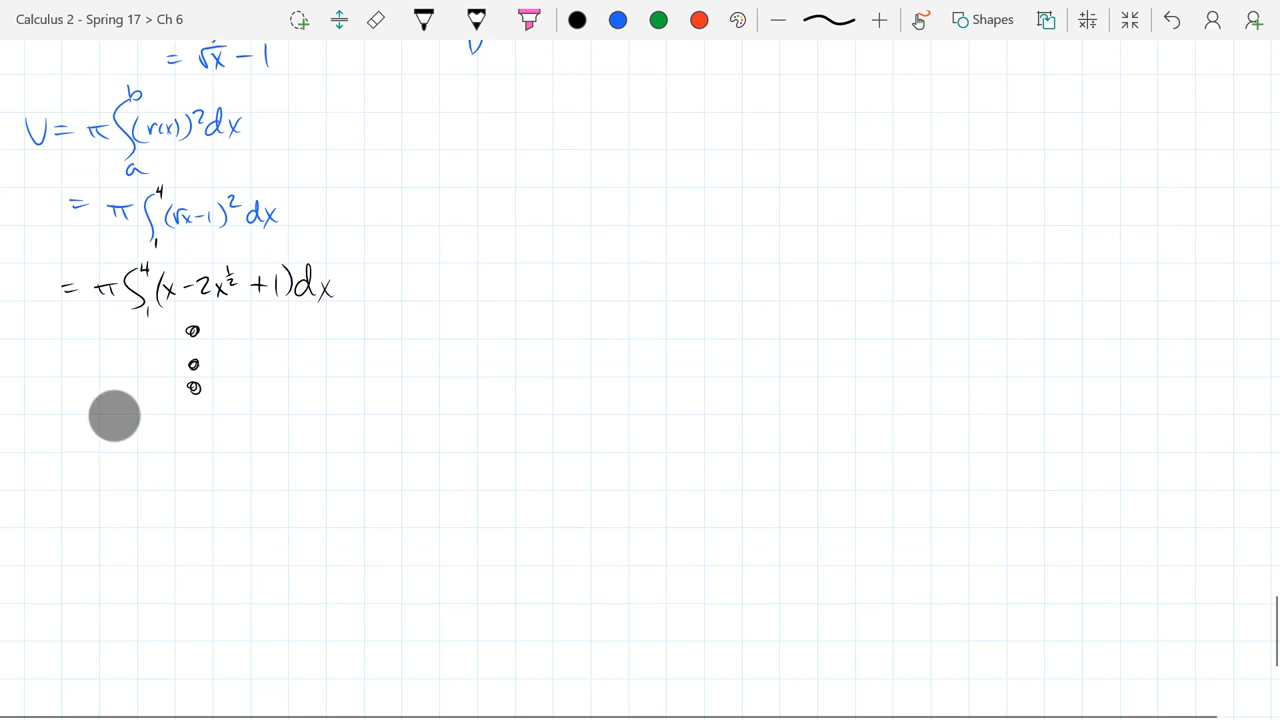 Calculus 2 - Spring 17 > Ch 6
Shapes
= √x - 1
V = π ∫_a^b (r(x))² dx
= π ∫_1^4 (√x - 1)² dx
= π ∫_1^4 (x - 2x^{1/2} + 1) dx